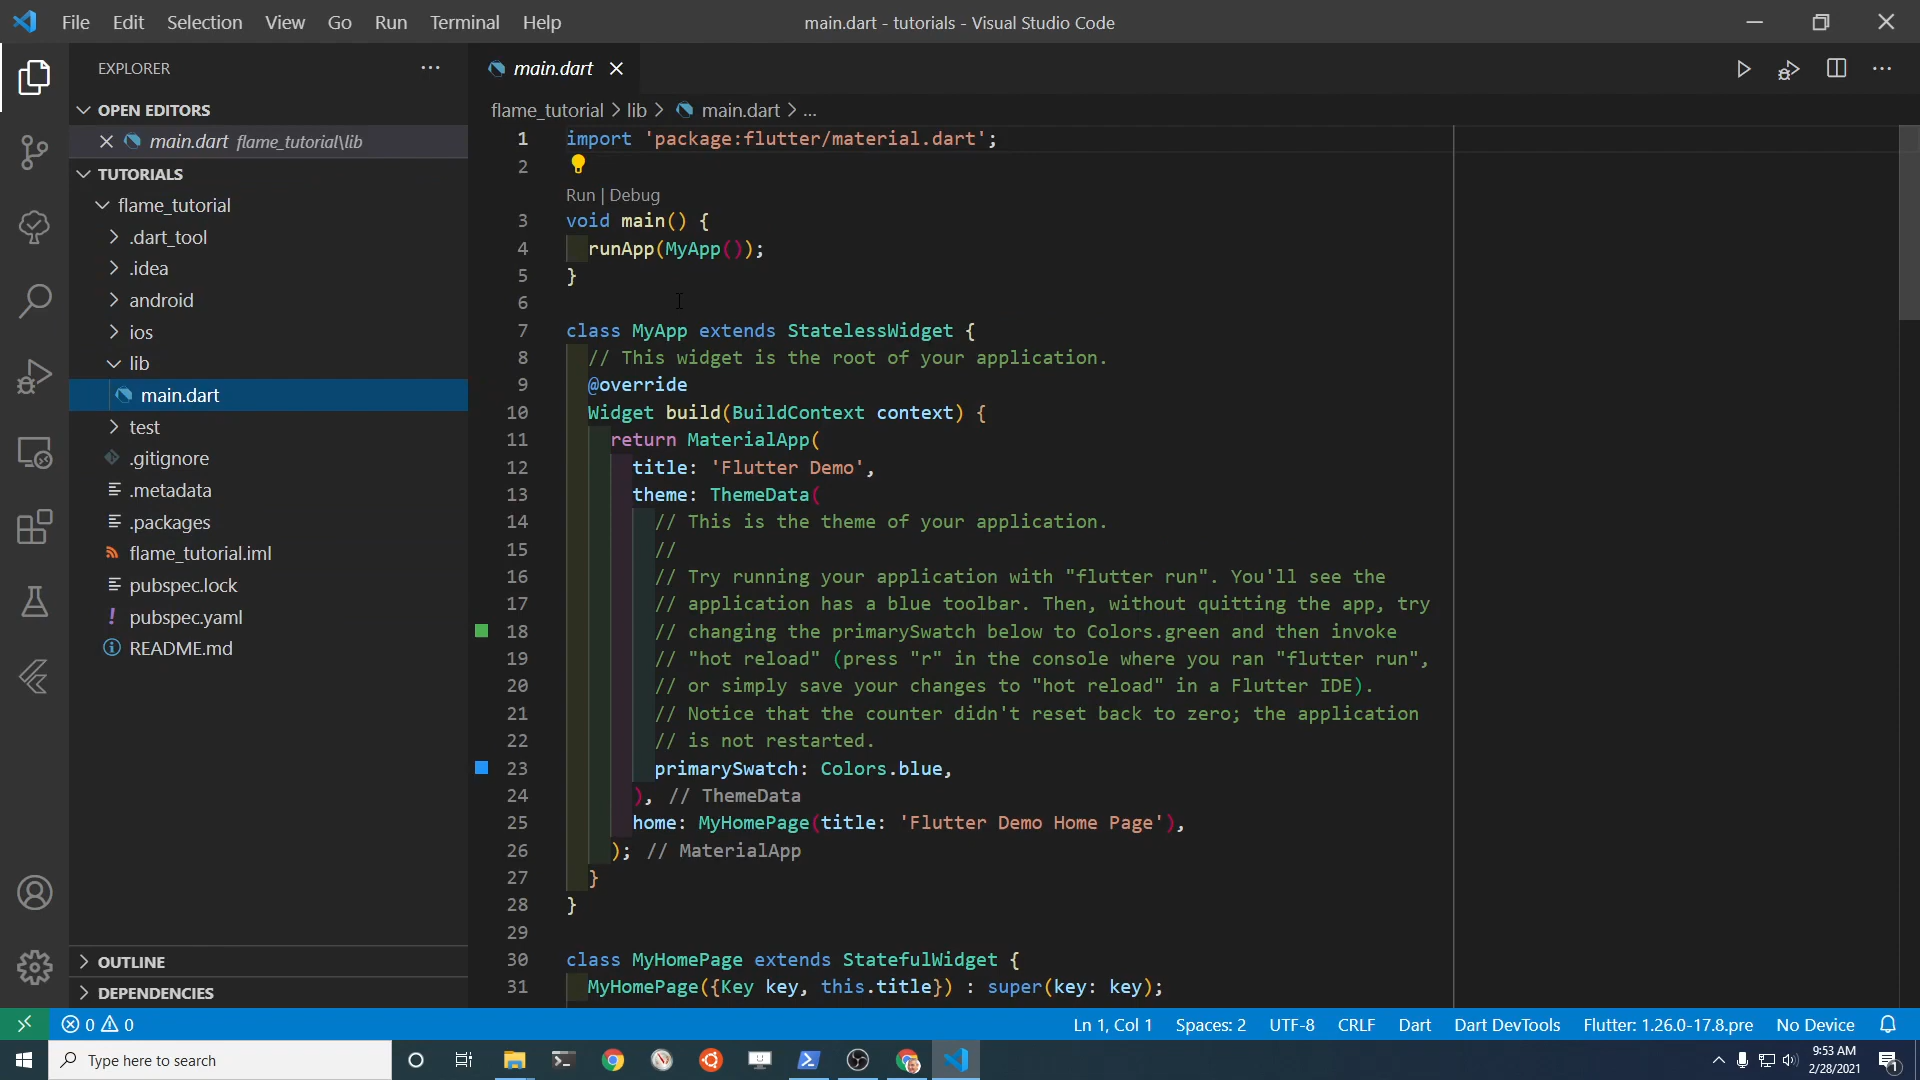 File Edit Selection View Go Run Terminal Help
main.dart - tutorials - Visual Studio Code
EXPLORER
OPEN EDITORS
main.dart flame_tutorial\lib
TUTORIALS
flame_tutorial
.dart_tool
.idea
android
ios
lib
main.dart
test
.gitignore
.metadata
.packages
flame_tutorial.iml
pubspec.lock
pubspec.yaml
README.md
OUTLINE
DEPENDENCIES
main.dart
flame_tutorial > lib > main.dart > ...
1 import 'package:flutter/material.dart';
2
Run | Debug
3 void main() {
4 runApp(MyApp());
5 }
6
7 class MyApp extends StatelessWidget {
8 // This widget is the root of your application.
9 @override
10 Widget build(BuildContext context) {
11 return MaterialApp(
12 title: 'Flutter Demo',
13 theme: ThemeData(
14 // This is the theme of your application.
15 //
16 // Try running your application with "flutter run". You'll see the
17 // application has a blue toolbar. Then, without quitting the app, try
18 // changing the primarySwatch below to Colors.green and then invoke
19 // "hot reload" (press "r" in the console where you ran "flutter run",
20 // or simply save your changes to "hot reload" in a Flutter IDE).
21 // Notice that the counter didn't reset back to zero; the application
22 // is not restarted.
23 primarySwatch: Colors.blue,
24 ), // ThemeData
25 home: MyHomePage(title: 'Flutter Demo Home Page'),
26 ); // MaterialApp
27 }
28 }
29
30 class MyHomePage extends StatefulWidget {
31 MyHomePage({Key key, this.title}) : super(key: key);
0 0
Ln 1, Col 1 Spaces: 2 UTF-8 CRLF Dart Dart DevTools Flutter: 1.26.0-17.8.pre No Device
Type here to search
9:53 AM
2/28/2021
1